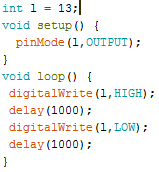 int l = 13;
void setup() {
  pinMode(l,OUTPUT);
}
void loop() {
 digitalWrite(l,HIGH);
 delay(1000);
 digitalWrite(l,LOW);
 delay(1000);
}